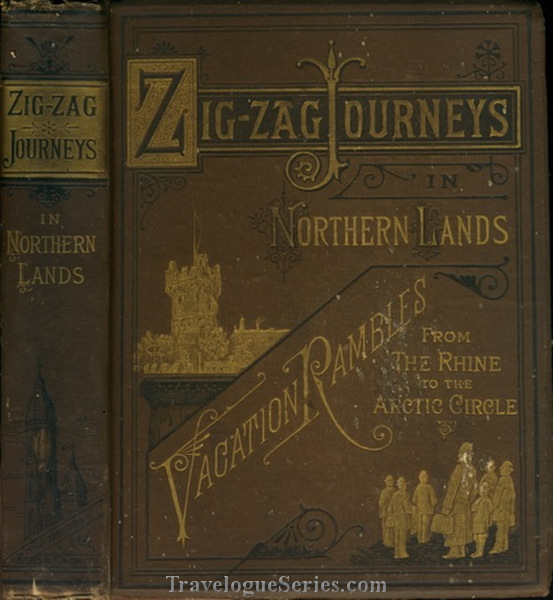 ZIG-ZAG
JOURNEYS
IN
NORTHERN
LANDS
ZIG-ZAG JOURNEYS
IN
NORTHERN LANDS
VACATION RAMBLES
FROM
THE RHINE
TO THE
ARCTIC CIRCLE
TravelogueSeries.com